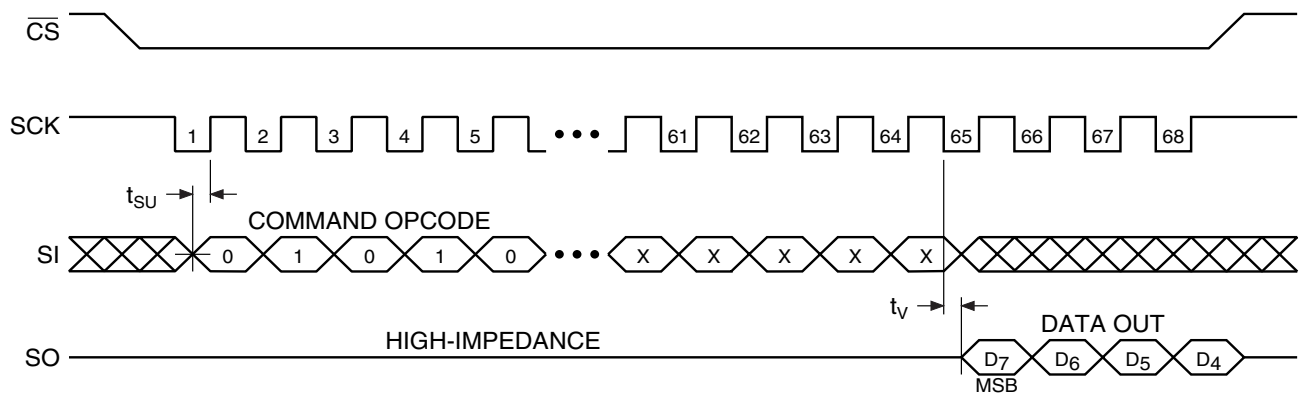 CS
SCK 1 2 3 4 5 ••• 61 62 63 64 65 66 67 68
tSU
COMMAND OPCODE
SI 0 1 0 1 0 ••• X X X X X
tV
DATA OUT
HIGH-IMPEDANCE
SO D7 D6 D5 D4
MSB